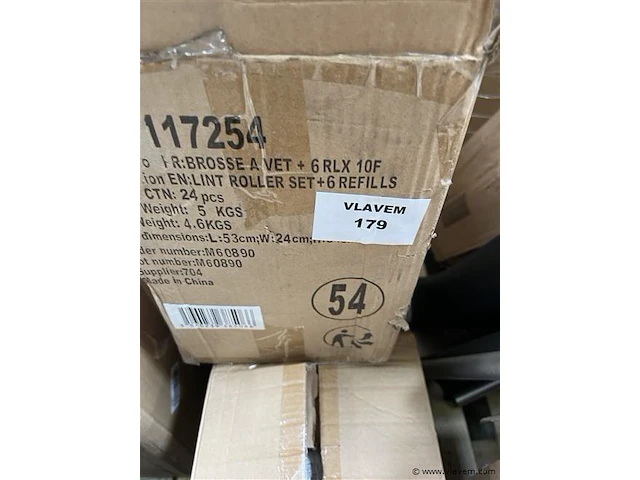 117254
FR:BROSSE A VET + 6 RLX 10F
ion EN:LINT ROLLER SET+6 REFILLS
CTN: 24 pcs
Weight: 5 KGS
Weight: 4.6KGS
dimensions:L:53cm;W:24cm;
der number:M60890
ot number:M60890
upplier:704
Made in China
VLAVEM
179
54
© www.vlavem.com